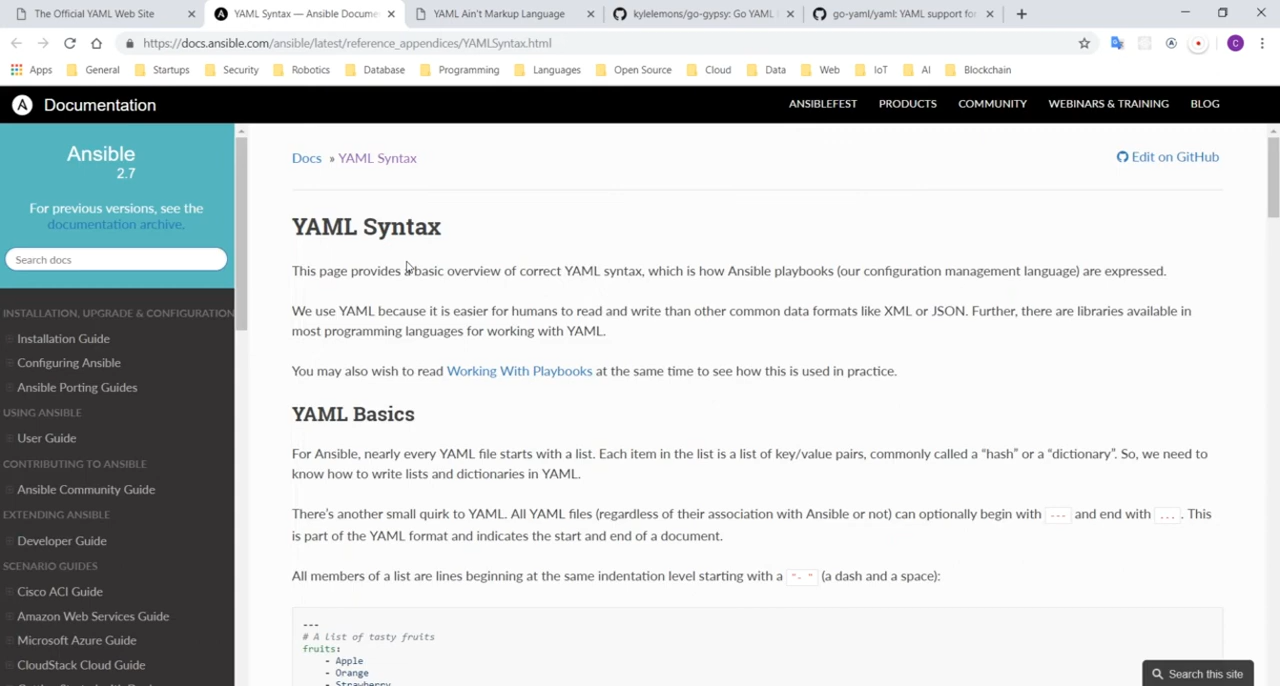 The Official YAML Web Site
YAML Syntax — Ansible Docume
YAML Ain't Markup Language
kylelemons/go-gypsy: Go YAML
go-yaml/yaml: YAML support for
https://docs.ansible.com/ansible/latest/reference_appendices/YAMLSyntax.html
C
Apps
General
Startups
Security
Robotics
Database
Programming
Languages
Open Source
Cloud
Data
Web
IoT
AI
Blockchain
Documentation
ANSIBLEFEST
PRODUCTS
COMMUNITY
WEBINARS & TRAINING
BLOG
Ansible
2.7
For previous versions, see the
documentation archive.
Search docs
INSTALLATION, UPGRADE & CONFIGURATION
Installation Guide
Configuring Ansible
Ansible Porting Guides
USING ANSIBLE
User Guide
CONTRIBUTING TO ANSIBLE
Ansible Community Guide
EXTENDING ANSIBLE
Developer Guide
SCENARIO GUIDES
Cisco ACI Guide
Amazon Web Services Guide
Microsoft Azure Guide
CloudStack Cloud Guide
Docs » YAML Syntax
Edit on GitHub
YAML Syntax
This page provides a basic overview of correct YAML syntax, which is how Ansible playbooks (our configuration management language) are expressed.
We use YAML because it is easier for humans to read and write than other common data formats like XML or JSON. Further, there are libraries available in
most programming languages for working with YAML.
You may also wish to read Working With Playbooks at the same time to see how this is used in practice.
YAML Basics
For Ansible, nearly every YAML file starts with a list. Each item in the list is a list of key/value pairs, commonly called a “hash” or a “dictionary”. So, we need to
know how to write lists and dictionaries in YAML.
There’s another small quirk to YAML. All YAML files (regardless of their association with Ansible or not) can optionally begin with --- and end with ... . This
is part of the YAML format and indicates the start and end of a document.
All members of a list are lines beginning at the same indentation level starting with a "- " (a dash and a space):
---
# A list of tasty fruits
fruits:
- Apple
- Orange
- Strawberry
Search this site